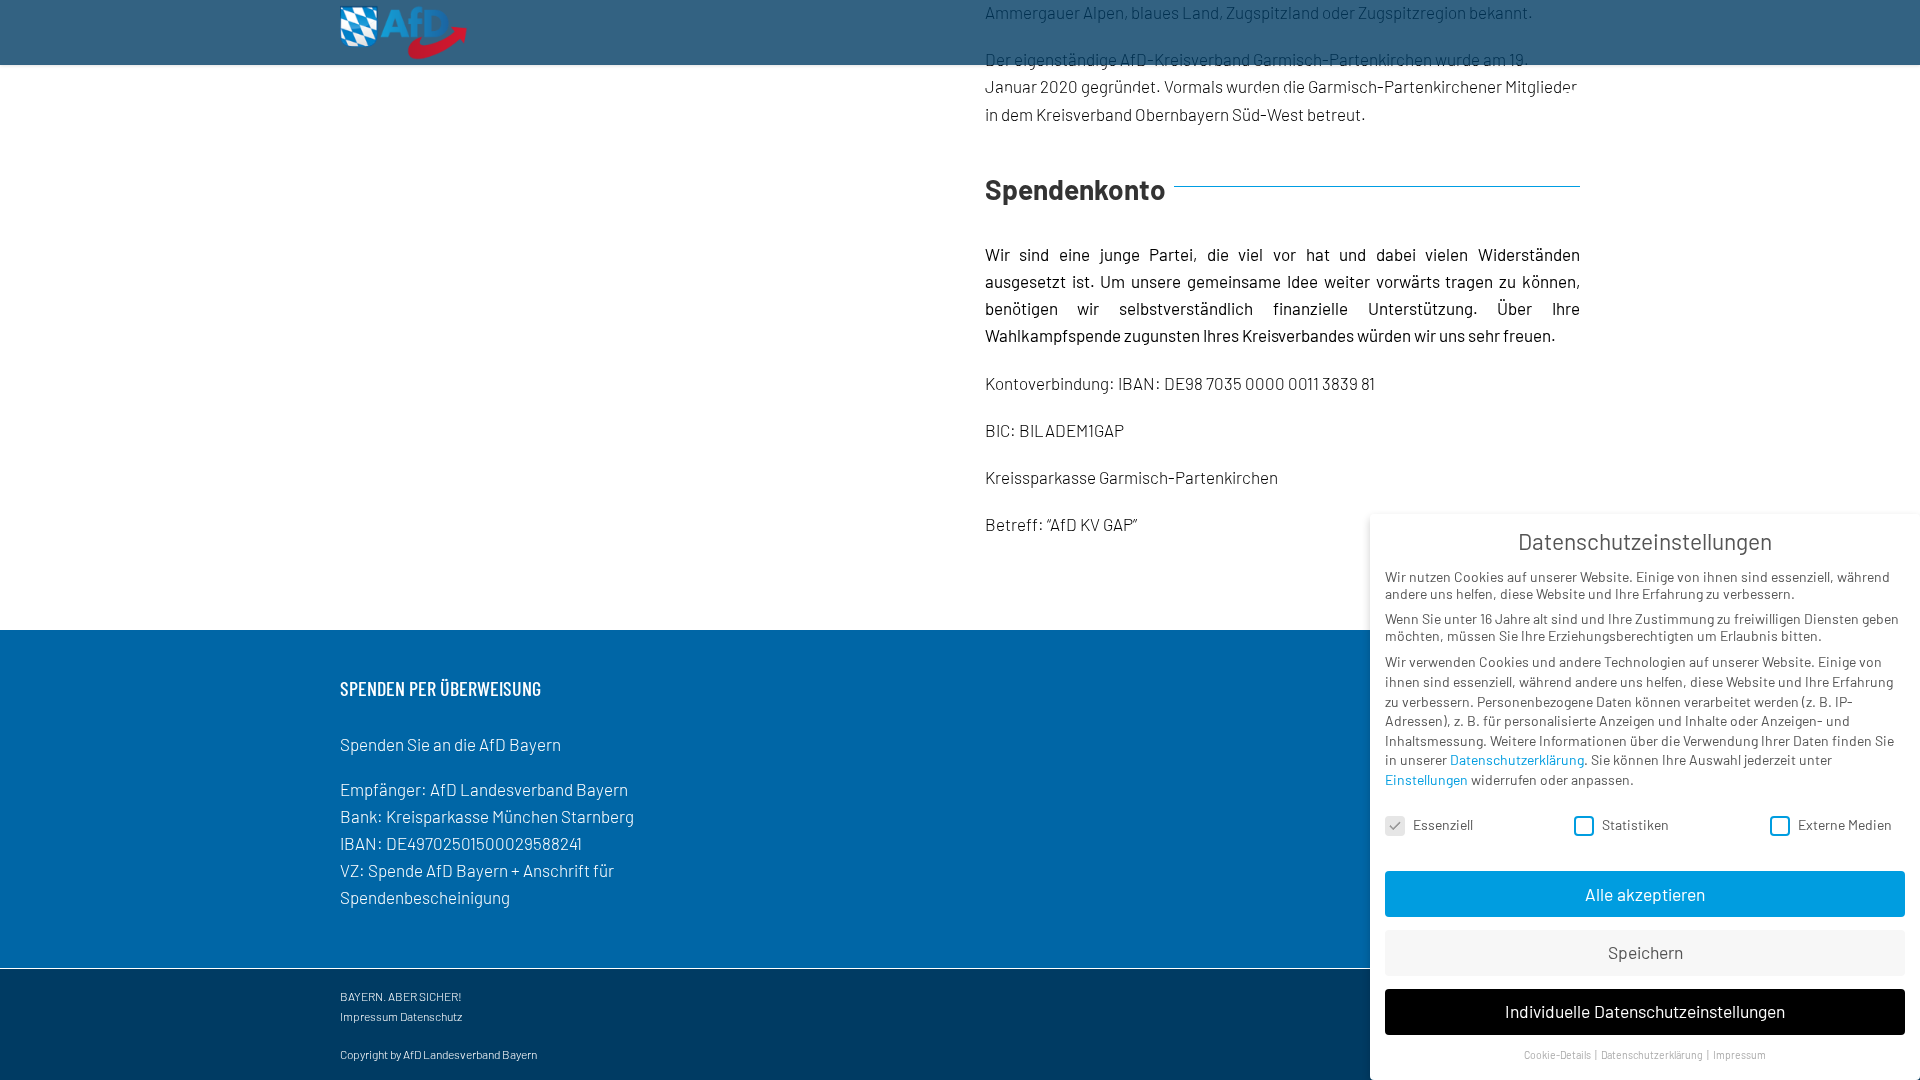 AfD
Ammergauer Alpen, blaues Land, Zugspitzland oder Zugspitzregion bekannt.
Der eigenständige AfD-Kreisverband Garmisch-Partenkirchen wurde am 19.
Januar 2020 gegründet. Vormals wurden die Garmisch-Partenkirchener Mitglieder
in dem Kreisverband Obernbayern Süd-West betreut.
Spendenkonto
Wir sind eine junge Partei, die viel vor hat und dabei vielen Widerständen
ausgesetzt ist. Um unsere gemeinsame Idee weiter vorwärts tragen zu können,
benötigen wir selbstverständlich finanzielle Unterstützung. Über Ihre
Wahlkampfspende zugunsten Ihres Kreisverbandes würden wir uns sehr freuen.
Kontoverbindung: IBAN: DE98 7035 0000 0011 3839 81
BIC: BILADEM1GAP
Kreissparkasse Garmisch-Partenkirchen
Betreff: “AfD KV GAP”
SPENDEN PER ÜBERWEISUNG
Spenden Sie an die AfD Bayern
Empfänger: AfD Landesverband Bayern
Bank: Kreisparkasse München Starnberg
IBAN: DE49702501500029588241
VZ: Spende AfD Bayern + Anschrift für
Spendenbescheinigung
BAYERN. ABER SICHER!
Impressum Datenschutz
Copyright by AfD Landesverband Bayern
Datenschutzeinstellungen
Wir nutzen Cookies auf unserer Website. Einige von ihnen sind essenziell, während
andere uns helfen, diese Website und Ihre Erfahrung zu verbessern.
Wenn Sie unter 16 Jahre alt sind und Ihre Zustimmung zu freiwilligen Diensten geben
möchten, müssen Sie Ihre Erziehungsberechtigten um Erlaubnis bitten.
Wir verwenden Cookies und andere Technologien auf unserer Website. Einige von
ihnen sind essenziell, während andere uns helfen, diese Website und Ihre Erfahrung
zu verbessern. Personenbezogene Daten können verarbeitet werden (z. B. IP-
Adressen), z. B. für personalisierte Anzeigen und Inhalte oder Anzeigen- und
Inhaltsmessung. Weitere Informationen über die Verwendung Ihrer Daten finden Sie
in unserer Datenschutzerklärung. Sie können Ihre Auswahl jederzeit unter
Einstellungen widerrufen oder anpassen.
Essenziell Statistiken Externe Medien
Alle akzeptieren
Speichern
Individuelle Datenschutzeinstellungen
Cookie-Details | Datenschutzerklärung | Impressum